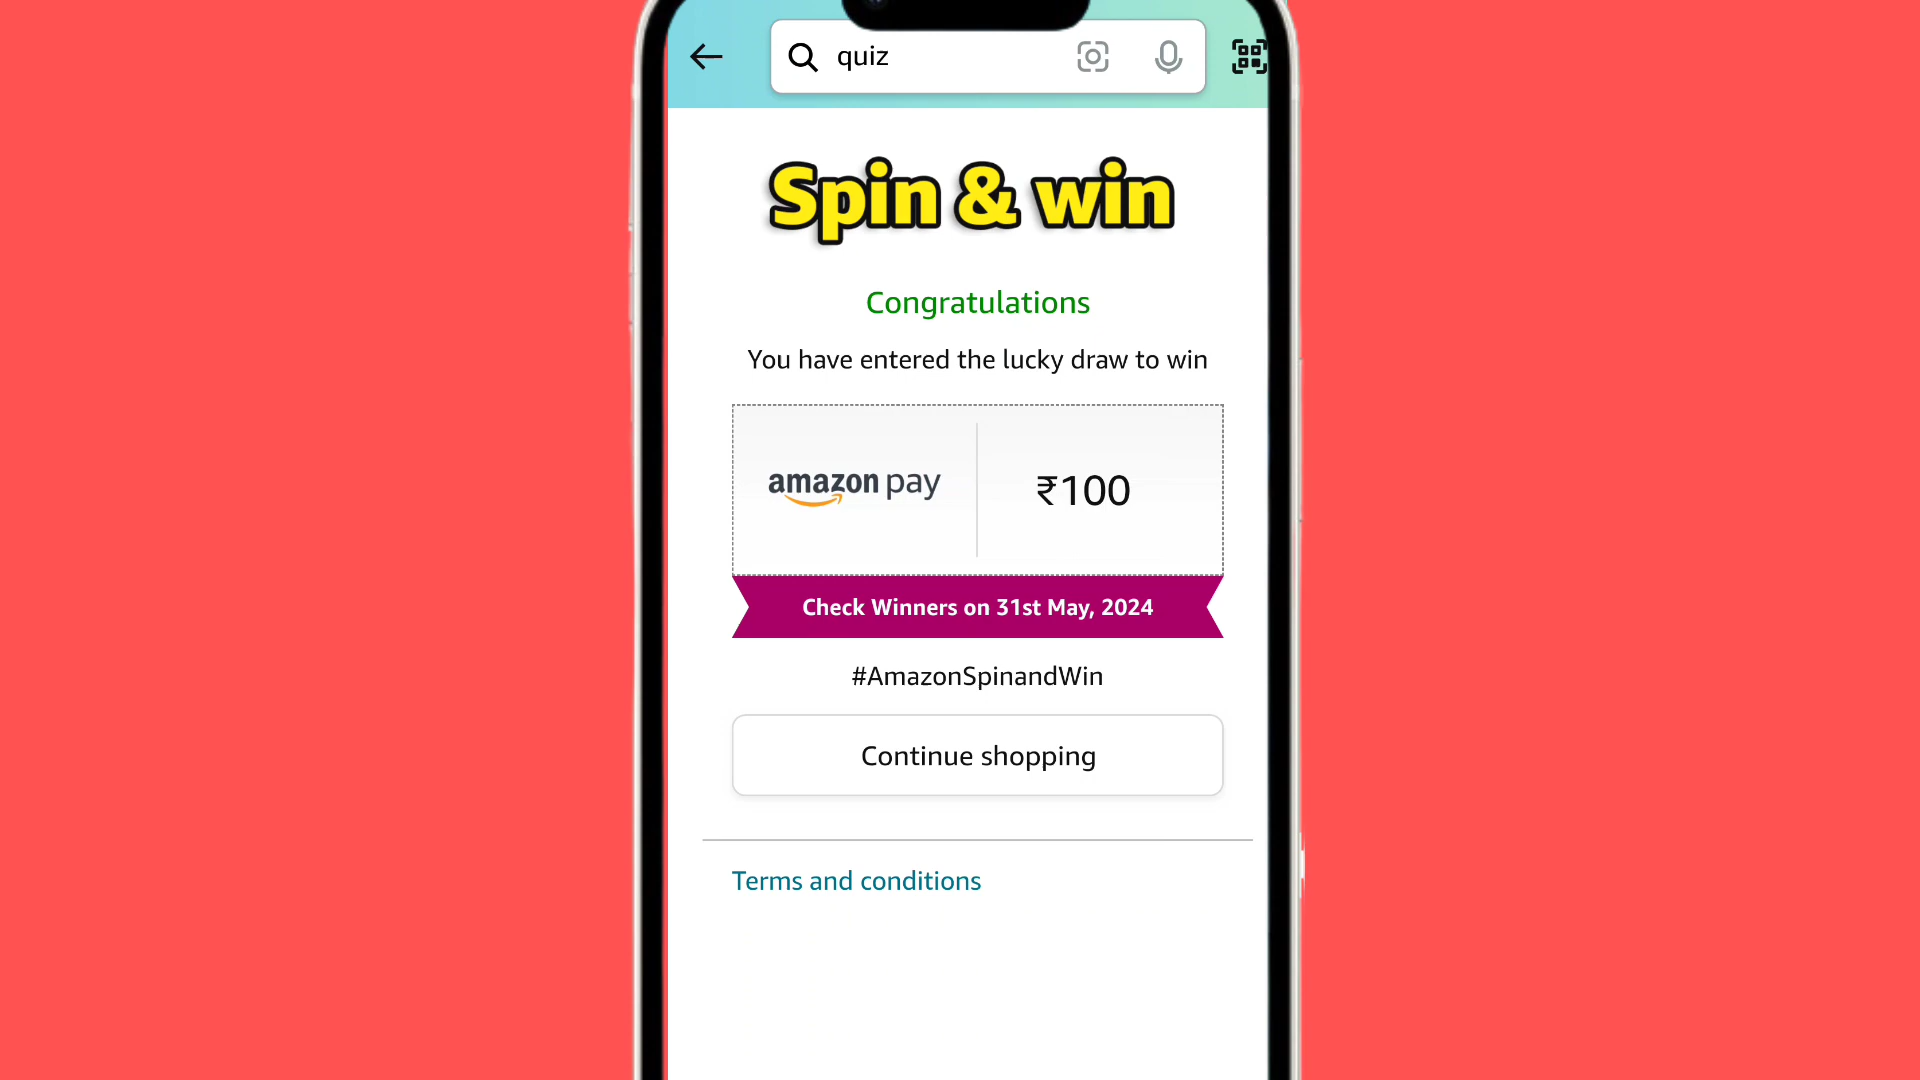 quiz
Spin & win
Congratulations
You have entered the lucky draw to win
amazon pay
₹100
Check Winners on 31st May, 2024
#AmazonSpinandWin
Continue shopping
Terms and conditions